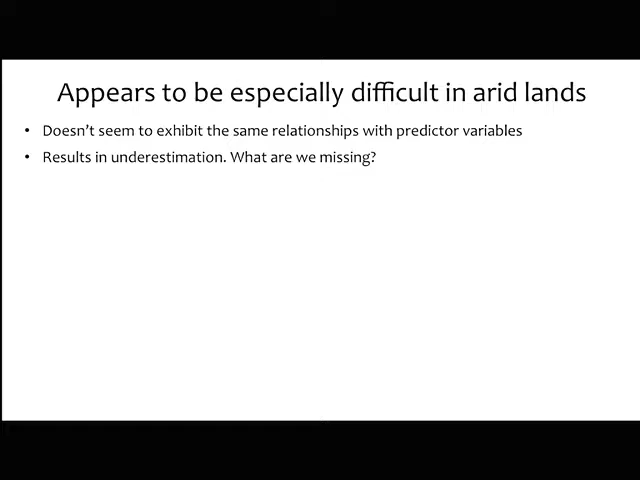 Appears to be especially difficult in arid lands
• Doesn't seem to exhibit the same relationships with predictor variables
• Results in underestimation. What are we missing?